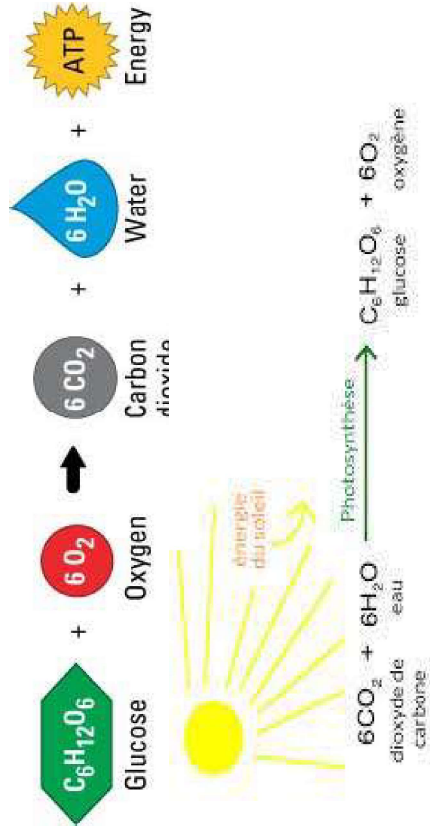 C₆H₁₂O₆ + 6 O₂ → 6 CO₂ + 6 H₂O + ATP
Glucose Oxygen Carbon dioxide Water Energy
énergie
du soleil
Photosynthèse
6CO₂ + 6H₂O C₆H₁₂O₆ + 6O₂
dioxyde de carbone eau glucose oxygène